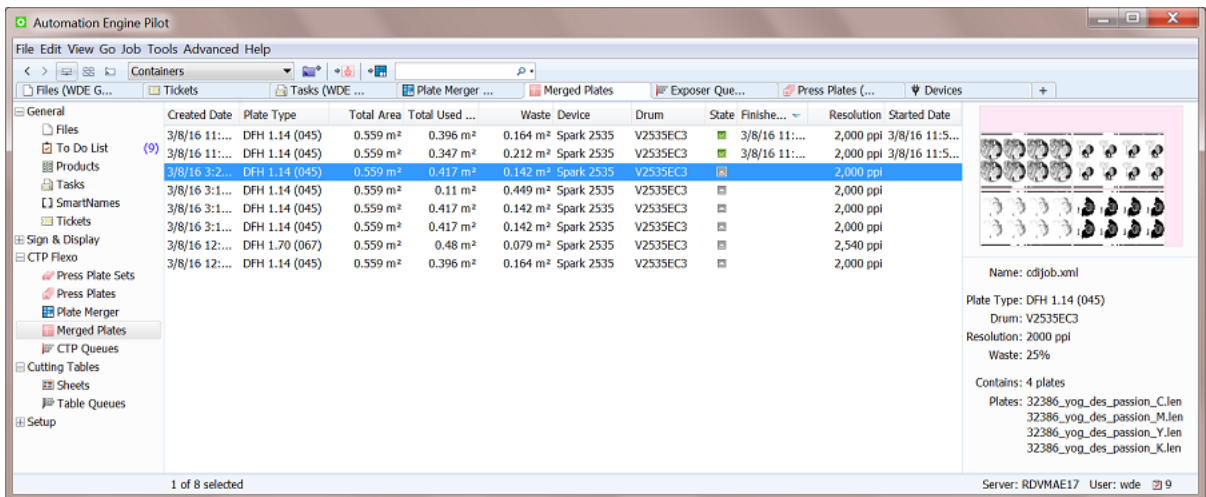 Automation Engine Pilot
File Edit View Go Job Tools Advanced Help
Containers
Files (WDE G... Tickets Tasks (WDE ... Plate Merger ... Merged Plates Exposer Que... Press Plates (... Devices +
General
Files
To Do List (9)
Products
Tasks
SmartNames
Tickets
Sign & Display
CTP Flexo
Press Plate Sets
Press Plates
Plate Merger
Merged Plates
CTP Queues
Cutting Tables
Sheets
Table Queues
Setup
Created Date Plate Type Total Area Total Used ... Waste Device Drum State Finishe... Resolution Started Date
3/8/16 11:... DFH 1.14 (045) 0.559 m² 0.396 m² 0.164 m² Spark 2535 V2535EC3 3/8/16 11:... 2,000 ppi 3/8/16 11:5...
3/8/16 11:... DFH 1.14 (045) 0.559 m² 0.347 m² 0.212 m² Spark 2535 V2535EC3 3/8/16 11:... 2,000 ppi 3/8/16 11:5...
3/8/16 3:2... DFH 1.14 (045) 0.559 m² 0.417 m² 0.142 m² Spark 2535 V2535EC3 2,000 ppi
3/8/16 3:1... DFH 1.14 (045) 0.559 m² 0.11 m² 0.449 m² Spark 2535 V2535EC3 2,000 ppi
3/8/16 3:1... DFH 1.14 (045) 0.559 m² 0.417 m² 0.142 m² Spark 2535 V2535EC3 2,000 ppi
3/8/16 3:1... DFH 1.14 (045) 0.559 m² 0.417 m² 0.142 m² Spark 2535 V2535EC3 2,000 ppi
3/8/16 12:... DFH 1.70 (067) 0.559 m² 0.48 m² 0.079 m² Spark 2535 V2535EC3 2,540 ppi
3/8/16 12:... DFH 1.14 (045) 0.559 m² 0.396 m² 0.164 m² Spark 2535 V2535EC3 2,000 ppi
Name: cdijob.xml
Plate Type: DFH 1.14 (045)
Drum: V2535EC3
Resolution: 2000 ppi
Waste: 25%
Contains: 4 plates
Plates: 32386_yog_des_passion_C.len
32386_yog_des_passion_M.len
32386_yog_des_passion_Y.len
32386_yog_des_passion_K.len
1 of 8 selected
Server: RDVMAE17 User: wde 9